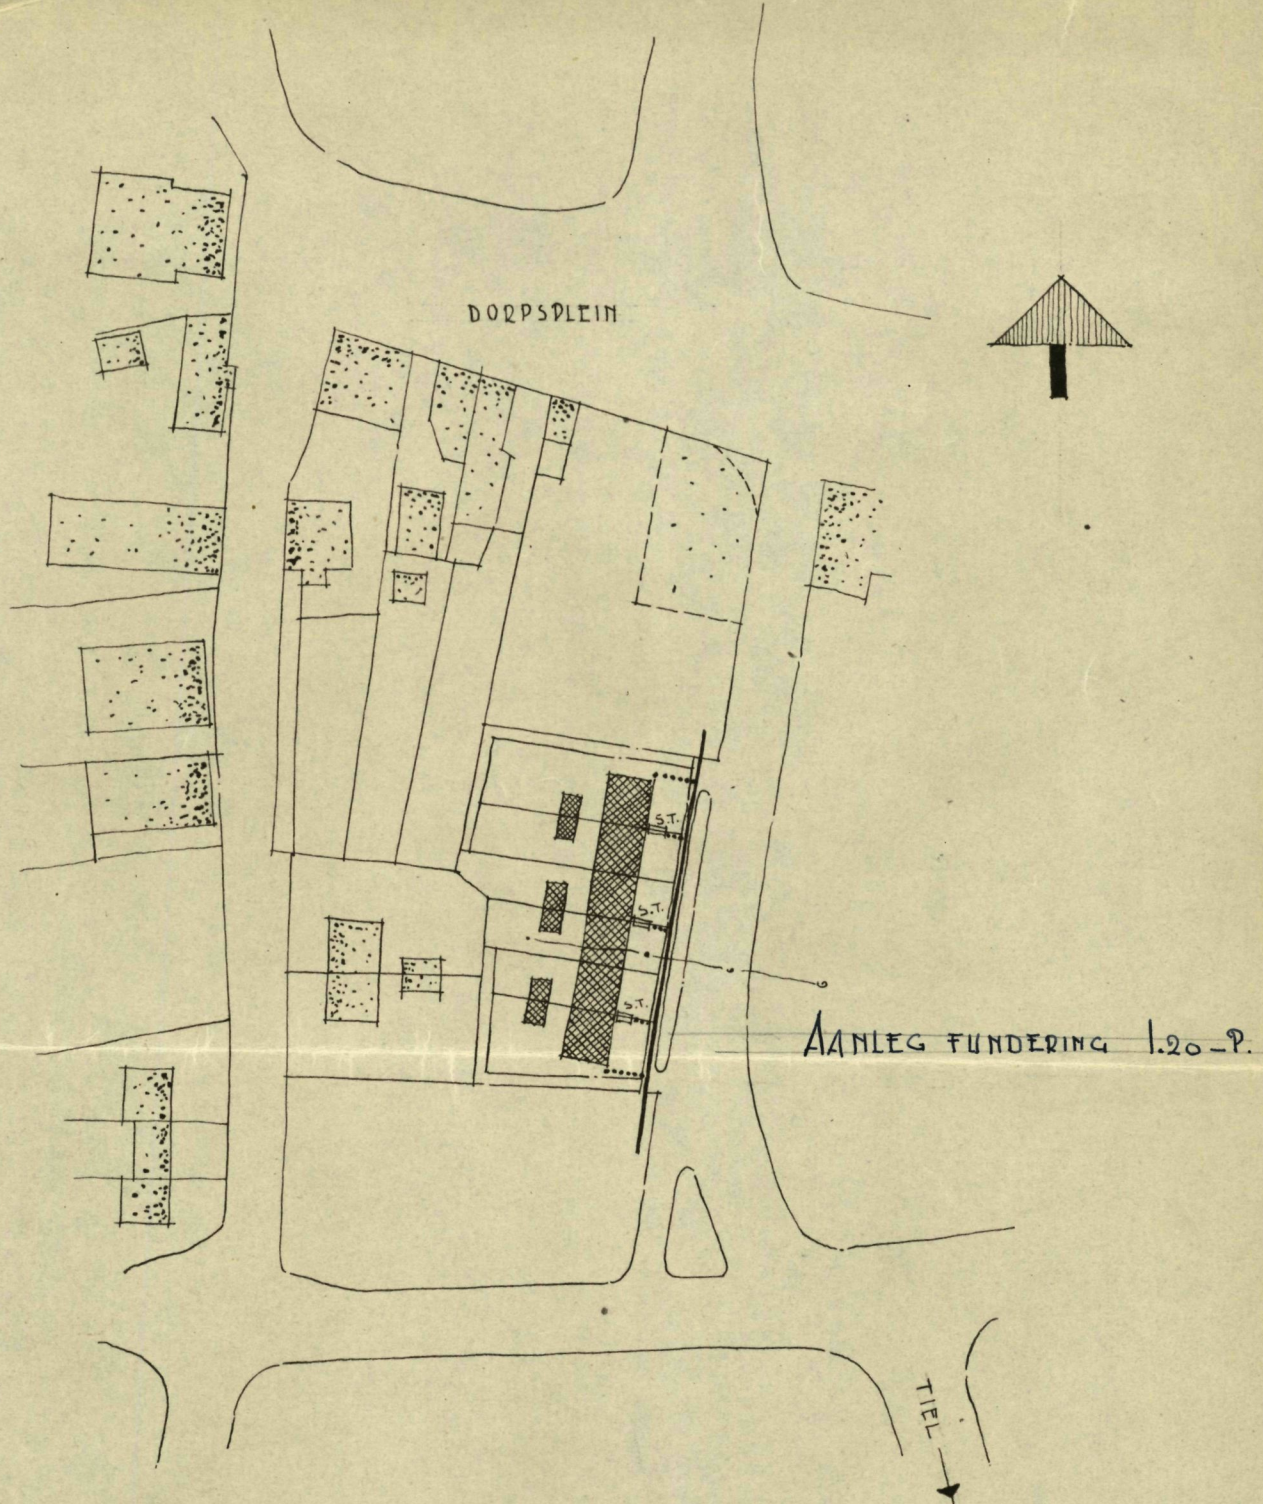 DORPSPLEIN
S.T.
S.T.
S.T.
AANLEG FUNDERING 1.20-P.
TIEL